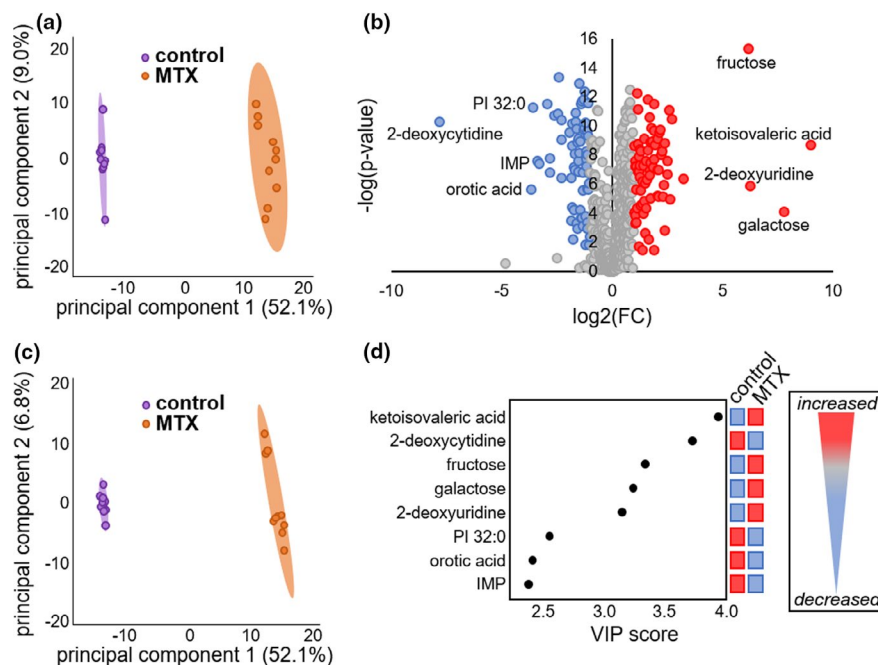 (a)
principal component 2 (9.0%)
20
10
0
-10
-20
control
MTX
-10 0 10 20
principal component 1 (52.1%)
(b)
-log(p-value)
16
14
12
10
8
6
4
2
0
PI 32:0
2-deoxycytidine
IMP
orotic acid
fructose
ketoisovaleric acid
2-deoxyuridine
galactose
-10 -5 0 5 10
log2(FC)
(c)
principal component 2 (6.8%)
20
10
0
-10
-20
control
MTX
-10 0 10 20
principal component 1 (52.1%)
(d)
control
MTX
ketoisovaleric acid
2-deoxycytidine
fructose
galactose
2-deoxyuridine
PI 32:0
orotic acid
IMP
2.5 3.0 3.5 4.0
VIP score
increased
decreased